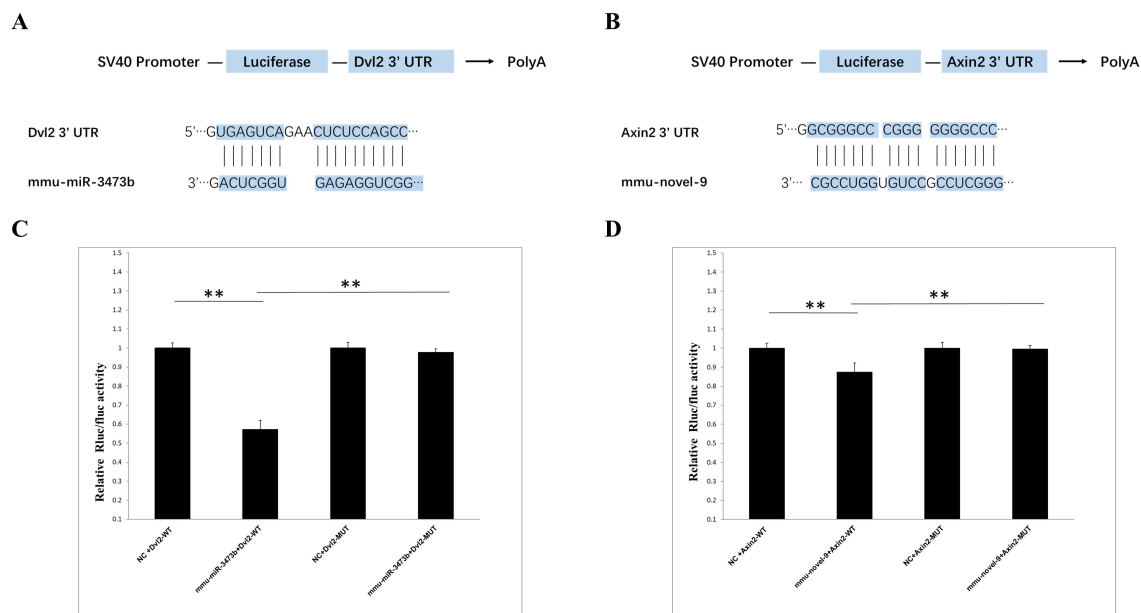 A
SV40 Promoter — Luciferase — Dvl2 3' UTR → PolyA
Dvl2 3' UTR 5'···GUGAGUCAGAACUCUCCAGCC···
mmu-miR-3473b 3'···GACUCGGU GAGAGGUCGG···
B
SV40 Promoter — Luciferase — Axin2 3' UTR → PolyA
Axin2 3' UTR 5'···GGCGGGCC CGGG GGGGCCC···
mmu-novel-9 3'··· CGCCUGGUGUCCGCCUCGGG···
C
Relative Rluc/fluc activity
1.5
1.4
1.3
1.2
1.1
1
0.9
0.8
0.7
0.6
0.5
0.4
0.3
0.2
0.1
**
**
NC +Dvl2-WT
mmu-miR-3473b+Dvl2-WT
NC+Dvl2-MUT
mmu-miR-3473b+Dvl2-MUT
D
Relative Rluc/fluc activity
1.5
1.4
1.3
1.2
1.1
1
0.9
0.8
0.7
0.6
0.5
0.4
0.3
0.2
0.1
**
**
NC +Axin2-WT
mmu-novel-9+Axin2-WT
NC+Axin2-MUT
mmu-novel-9+Axin2-MUT